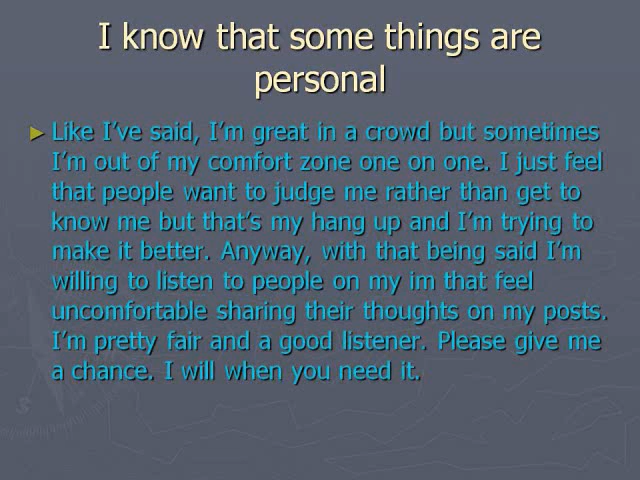 I know that some things are
personal
► Like I've said, I'm great in a crowd but sometimes
I'm out of my comfort zone one on one. I just feel
that people want to judge me rather than get to
know me but that's my hang up and I'm trying to
make it better. Anyway, with that being said I'm
willing to listen to people on my im that feel
uncomfortable sharing their thoughts on my posts.
I'm pretty fair and a good listener. Please give me
a chance. I will when you need it.